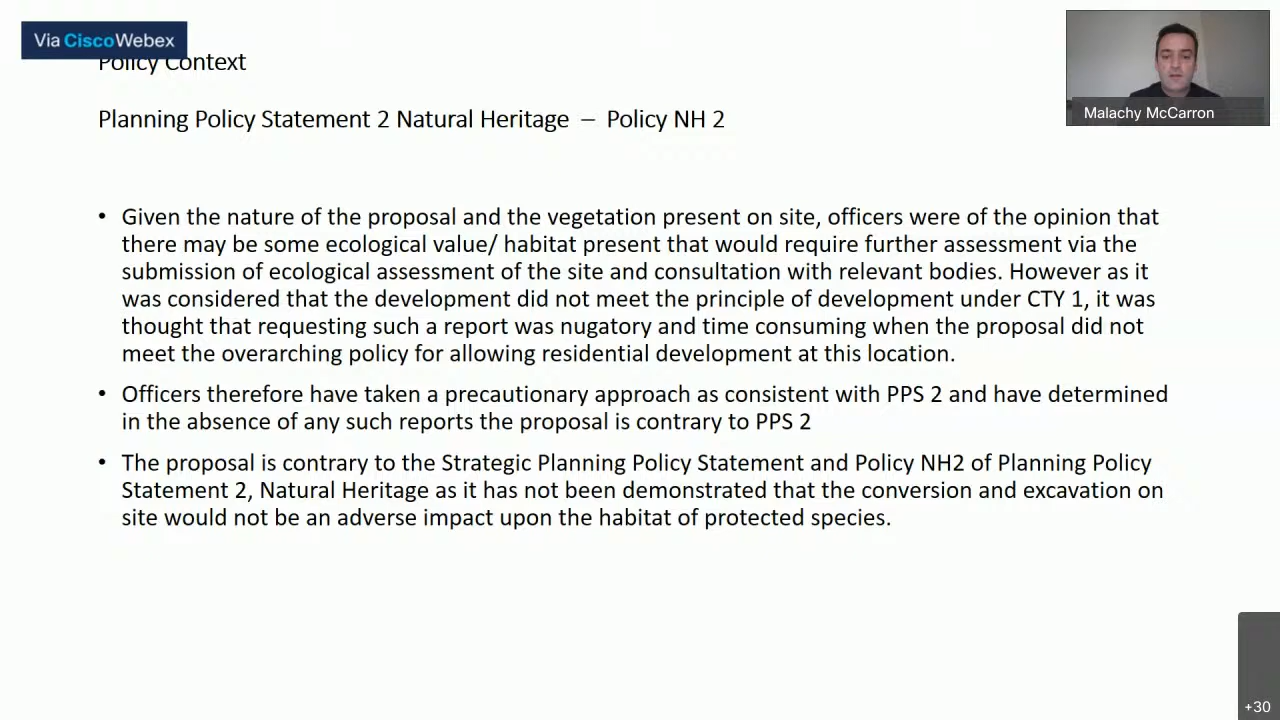 Via CiscoWebex
Policy Context
Malachy McCarron
Planning Policy Statement 2 Natural Heritage – Policy NH 2
• Given the nature of the proposal and the vegetation present on site, officers were of the opinion that
there may be some ecological value/ habitat present that would require further assessment via the
submission of ecological assessment of the site and consultation with relevant bodies. However as it
was considered that the development did not meet the principle of development under CTY 1, it was
thought that requesting such a report was nugatory and time consuming when the proposal did not
meet the overarching policy for allowing residential development at this location.
• Officers therefore have taken a precautionary approach as consistent with PPS 2 and have determined
in the absence of any such reports the proposal is contrary to PPS 2
• The proposal is contrary to the Strategic Planning Policy Statement and Policy NH2 of Planning Policy
Statement 2, Natural Heritage as it has not been demonstrated that the conversion and excavation on
site would not be an adverse impact upon the habitat of protected species.
+30